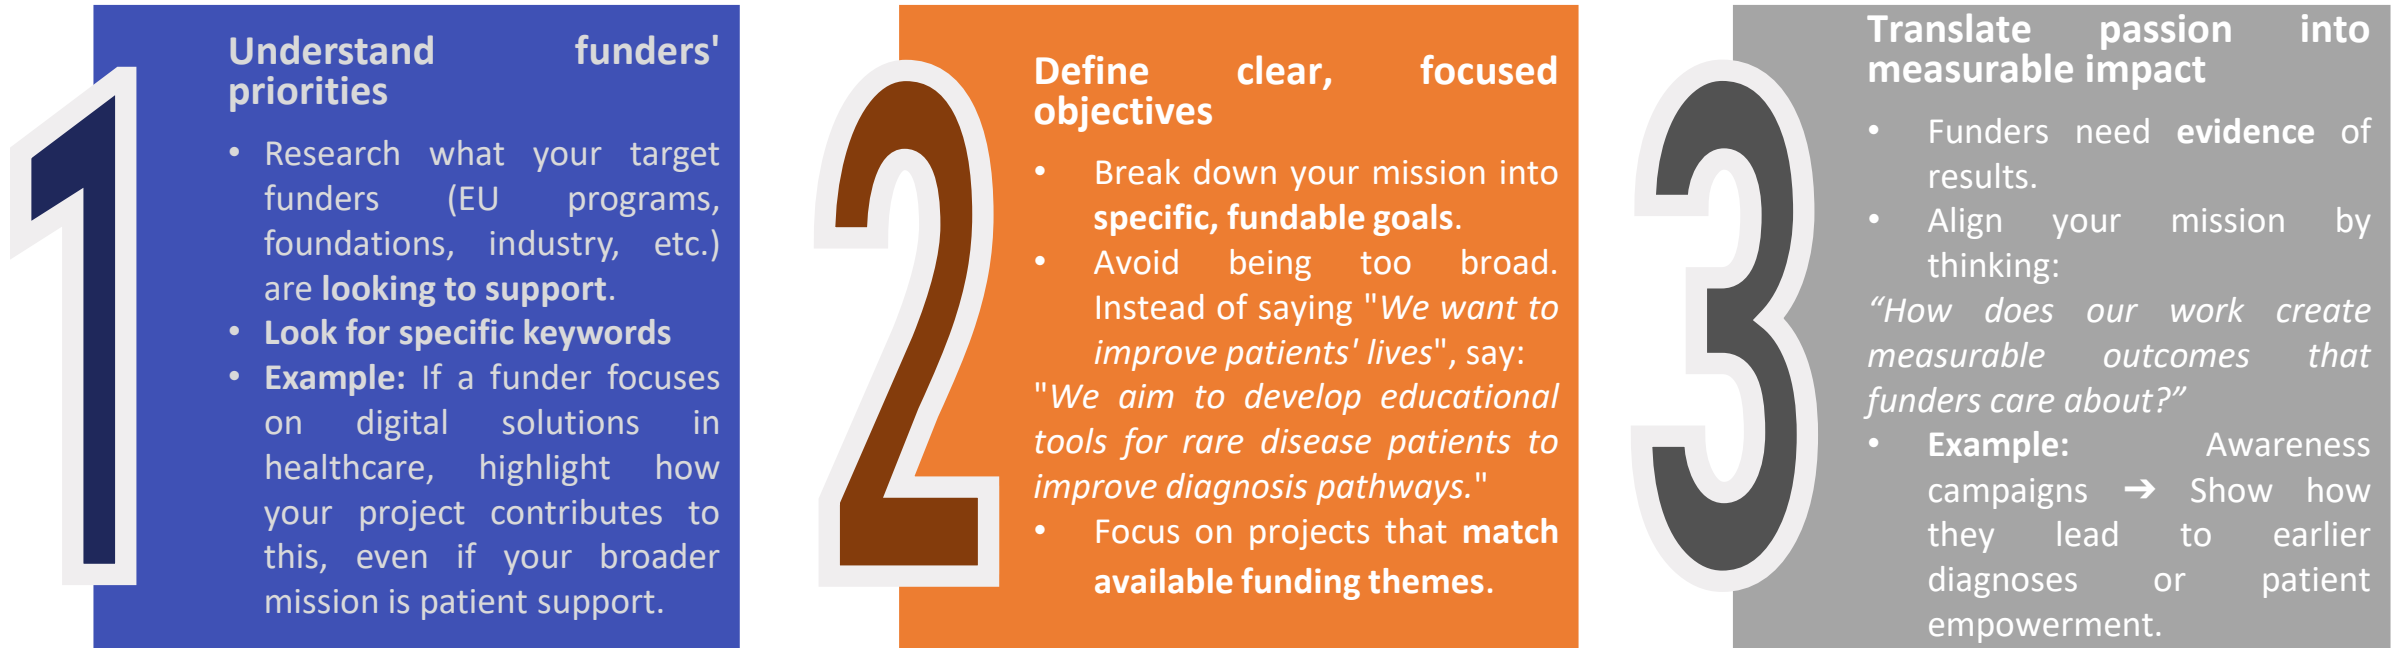 1
Understand funders'
priorities
• Research what your target
funders (EU programs,
foundations, industry, etc.)
are looking to support.
• Look for specific keywords
• Example: If a funder focuses
on digital solutions in
healthcare, highlight how
your project contributes to
this, even if your broader
mission is patient support.
2
Define clear, focused
objectives
• Break down your mission into
specific, fundable goals.
• Avoid being too broad.
Instead of saying "We want to
improve patients' lives", say:
"We aim to develop educational
tools for rare disease patients to
improve diagnosis pathways."
• Focus on projects that match
available funding themes.
3
Translate passion into
measurable impact
• Funders need evidence of
results.
• Align your mission by
thinking:
“How does our work create
measurable outcomes that
funders care about?”
• Example: Awareness
campaigns ➔ Show how
they lead to earlier
diagnoses or patient
empowerment.